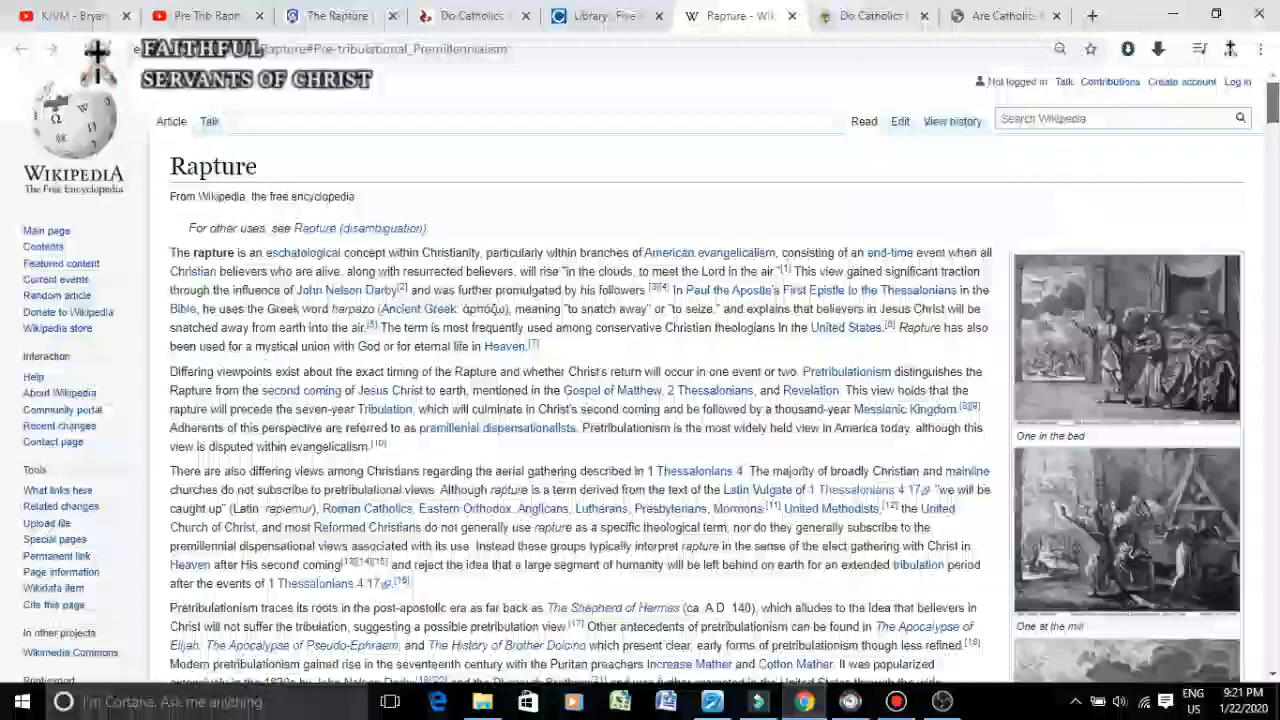 KJVM - Bryan
Pre Trib Rapture
The Rapture
Do Catholics
Library : Five
Rapture - Wik
Do Catholics
Are Catholic
Rapture#Pre-tribulational_Premillennialism
FAITHFUL
SERVANTS OF CHRIST
Not logged in Talk Contributions Create account Log in
Article Talk Read Edit View history Search Wikipedia
WIKIPEDIA
The Free Encyclopedia
Rapture
From Wikipedia, the free encyclopedia
For other uses, see Rapture (disambiguation)
The rapture is an eschatological concept within Christianity, particularly within branches of American evangelicalism, consisting of an end-time event when all
Christian believers who are alive, along with resurrected believers, will rise "in the clouds, to meet the Lord in the air."[1] This view gained significant traction
through the influence of John Nelson Darby[2] and was further promulgated by his followers.[3][4] In Paul the Apostle's First Epistle to the Thessalonians in the
Bible, he uses the Greek word harpazo (Ancient Greek: ἁρπάζω), meaning "to snatch away" or "to seize," and explains that believers in Jesus Christ will be
snatched away from earth into the air.[5] The term is most frequently used among conservative Christian theologians in the United States.[6] Rapture has also
been used for a mystical union with God or for eternal life in Heaven.[7]
Differing viewpoints exist about the exact timing of the Rapture and whether Christ's return will occur in one event or two. Pretribulationism distinguishes the
Rapture from the second coming of Jesus Christ to earth, mentioned in the Gospel of Matthew, 2 Thessalonians, and Revelation. This view holds that the
rapture will precede the seven-year Tribulation, which will culminate in Christ's second coming and be followed by a thousand-year Messianic Kingdom.[8][9]
Adherents of this perspective are referred to as premillenial dispensationalists. Pretribulationism is the most widely held view in America today, although this
view is disputed within evangelicalism.[10]
There are also differing views among Christians regarding the aerial gathering described in 1 Thessalonians 4. The majority of broadly Christian and mainline
churches do not subscribe to pretribulational views. Although rapture is a term derived from the text of the Latin Vulgate of 1 Thessalonians 4:17 "we will be
caught up" (Latin: rapiemur), Roman Catholics, Eastern Orthodox, Anglicans, Lutherans, Presbyterians, Mormons,[11] United Methodists,[12] the United
Church of Christ, and most Reformed Christians do not generally use rapture as a specific theological term, nor do they generally subscribe to the
premillennial dispensational views associated with its use. Instead these groups typically interpret rapture in the sense of the elect gathering with Christ in
Heaven after His second coming[13][14][15] and reject the idea that a large segment of humanity will be left behind on earth for an extended tribulation period
after the events of 1 Thessalonians 4:17.[16]
Pretribulationism traces its roots in the post-apostolic era as far back as The Shepherd of Hermas (ca. A.D. 140), which alludes to the idea that believers in
Christ will not suffer the tribulation, suggesting a possible pretribulation view.[17] Other antecedents of pretribulationism can be found in The Apocalypse of
Elijah, The Apocalypse of Pseudo-Ephraem, and The History of Brother Dolcino which present clear, early forms of pretribulationism though less refined.[18]
Modern pretribulationism gained rise in the seventeenth century with the Puritan preachers Increase Mather and Cotton Mather. It was popularized
extensively in the 1830s by John Nelson Darby
Main page
Contents
Featured content
Current events
Random article
Donate to Wikipedia
Wikipedia store
Interaction
Help
About Wikipedia
Community portal
Recent changes
Contact page
Tools
What links here
Related changes
Upload file
Special pages
Permanent link
Page information
Wikidata item
Cite this page
In other projects
Wikimedia Commons
One in the bed
One at the mill
I'm Cortana. Ask me anything
ENG 9:21 PM
US 1/22/2020